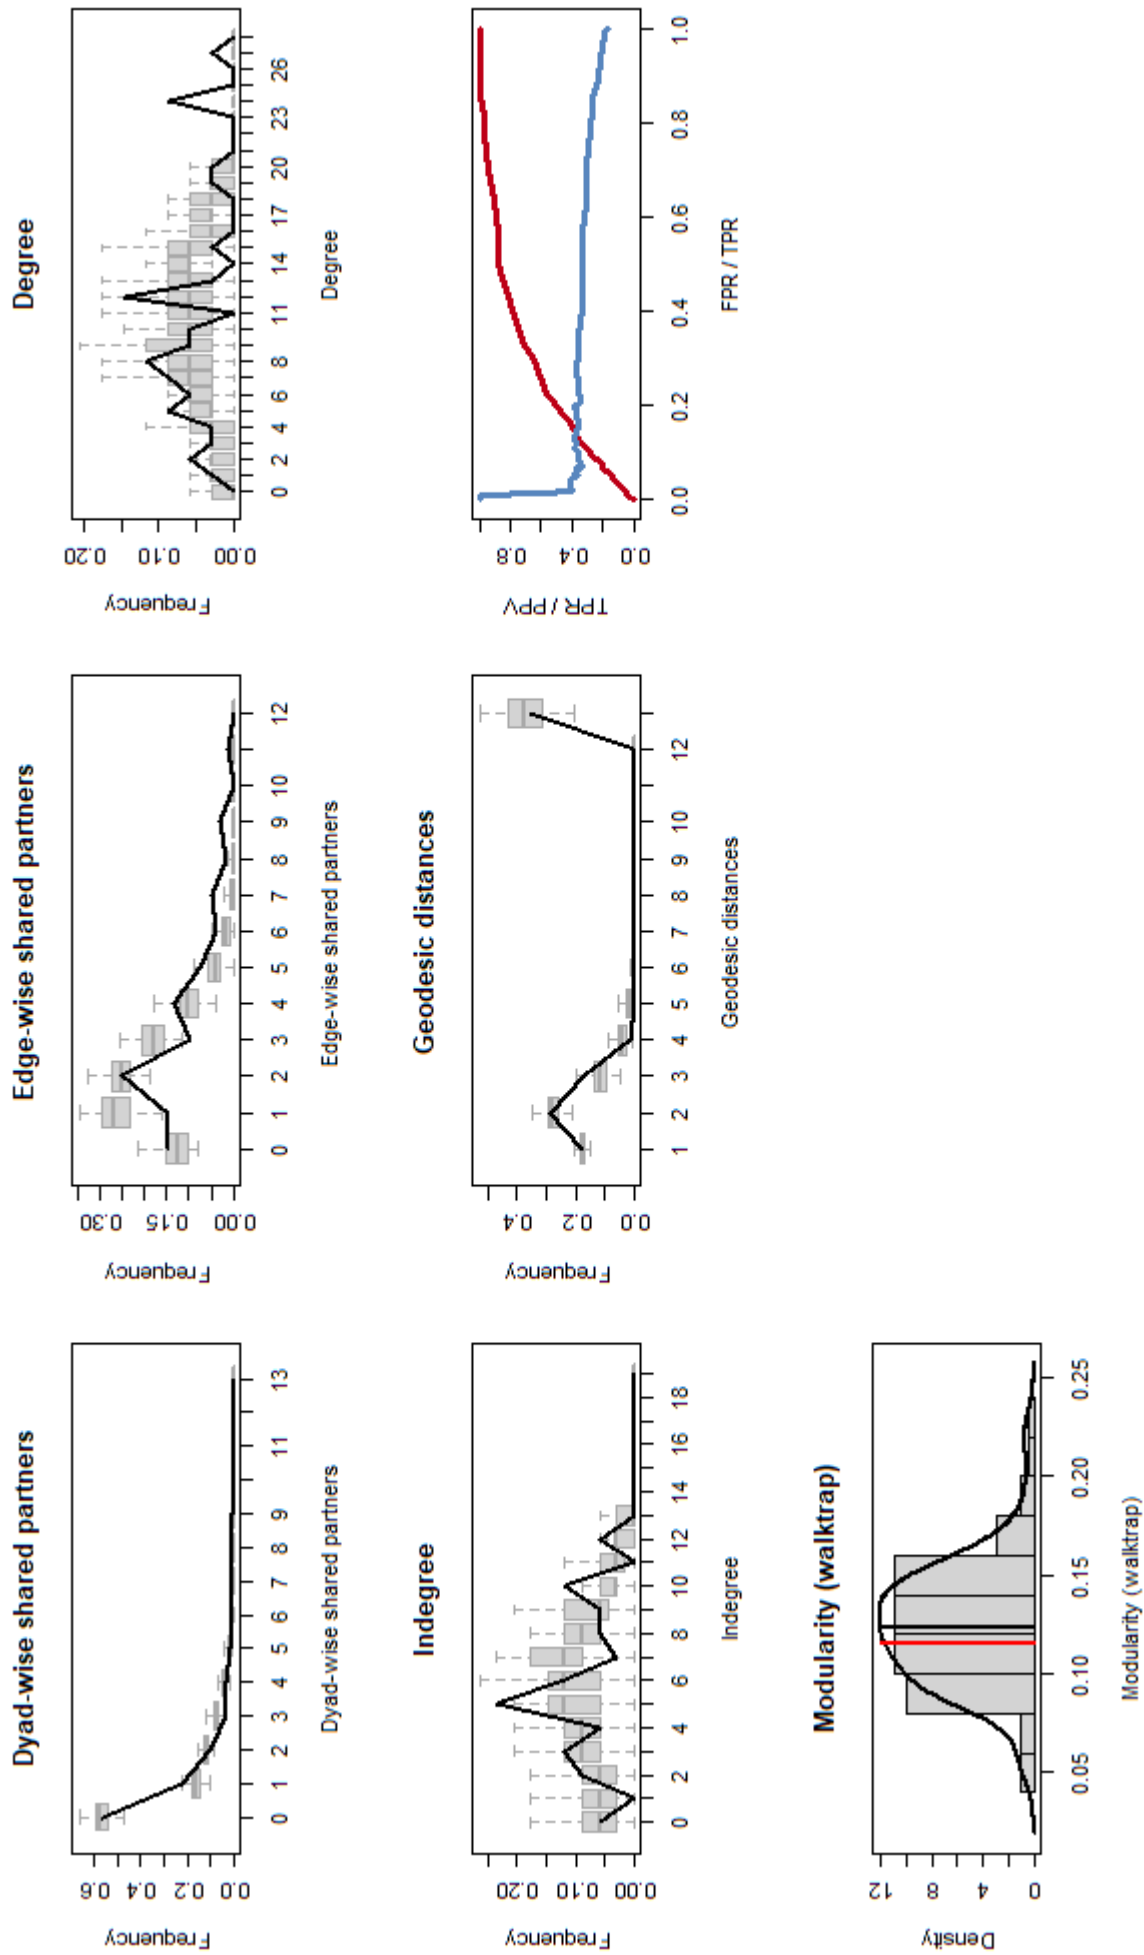 Dyad-wise shared partners
Frequency
0.0 0.2 0.4 0.6
0 1 2 3 4 5 6 7 8 9 11 13
Dyad-wise shared partners
Edge-wise shared partners
Frequency
0.00 0.15 0.30
0 1 2 3 4 5 6 7 8 9 10 12
Edge-wise shared partners
Degree
Frequency
0.00 0.10 0.20
0 2 4 6 8 11 14 17 20 23 26
Degree
Indegree
Frequency
0.00 0.10 0.20
0 2 4 6 8 10 12 14 16 18
Indegree
Geodesic distances
Frequency
0.0 0.2 0.4
1 2 3 4 5 6 7 8 9 10 12
Geodesic distances
TPR / PPV
0.0 0.4 0.8
0.0 0.2 0.4 0.6 0.8 1.0
FPR / TPR
Modularity (walktrap)
Density
0 4 8 12
0.05 0.10 0.15 0.20 0.25
Modularity (walktrap)